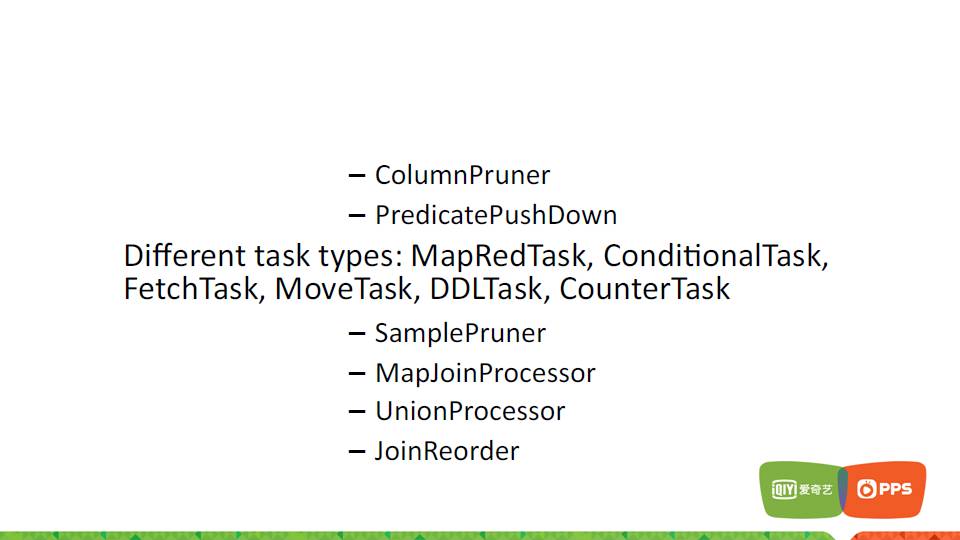 – ColumnPruner
– PredicatePushDown
Different task types: MapRedTask, ConditionalTask,
FetchTask, MoveTask, DDLTask, CounterTask
– SamplePruner
– MapJoinProcessor
– UnionProcessor
– JoinReorder
iQIYI 爱奇艺
PPS